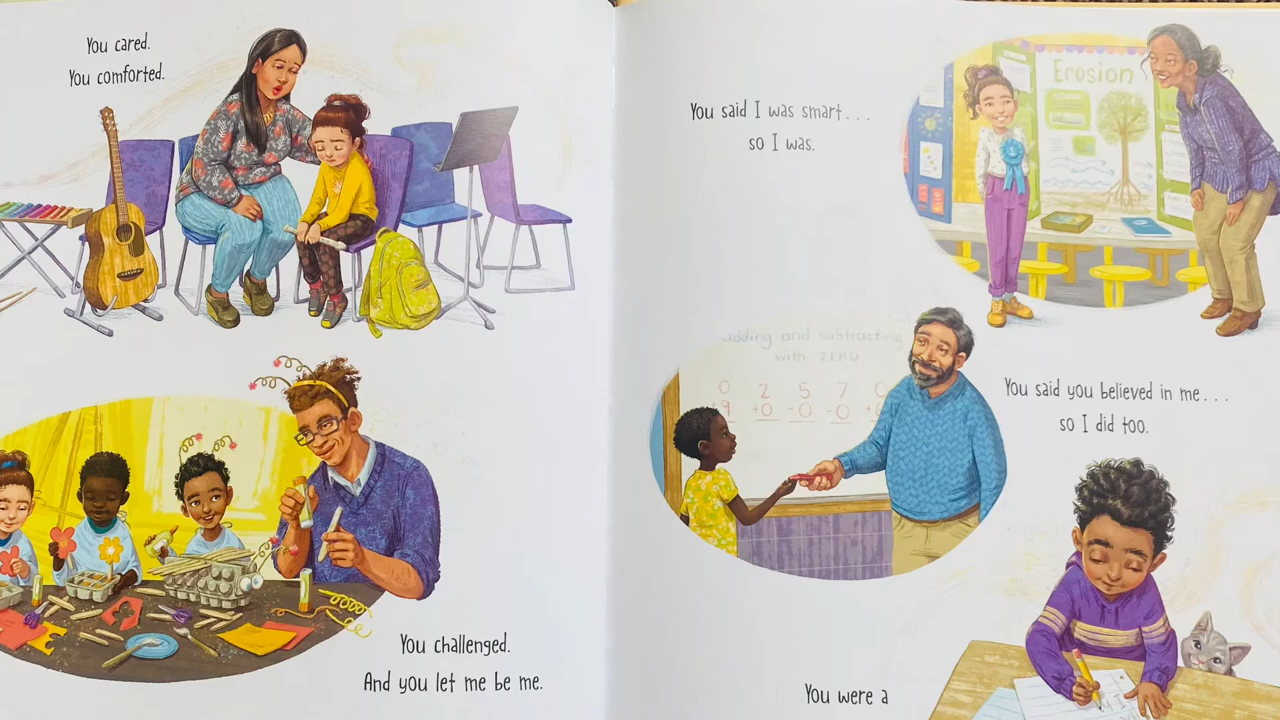 You cared.
You comforted.
You challenged.
And you let me be me.
You said I was smart...
so I was.
Erosion
adding and subtracting
with ZERO
0 2 5 7 0
+9 +0 -0 -0
You said you believed in me...
so I did too.
You were a